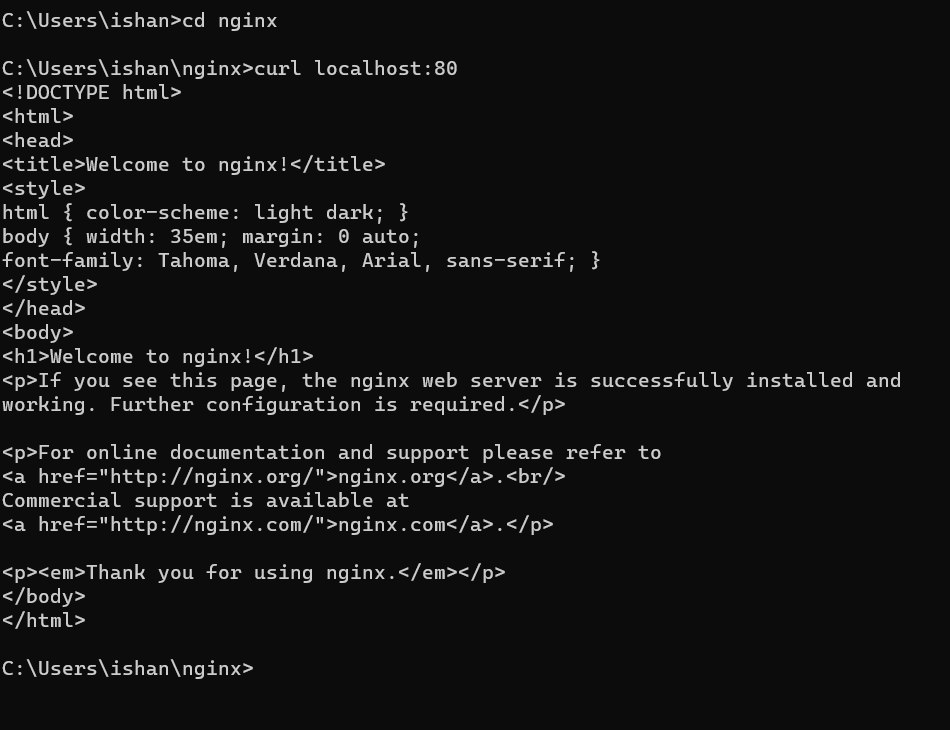 C:\Users\ishan>cd nginx
C:\Users\ishan\nginx>curl localhost:80
<!DOCTYPE html>
<html>
<head>
<title>Welcome to nginx!</title>
<style>
html { color-scheme: light dark; }
body { width: 35em; margin: 0 auto;
font-family: Tahoma, Verdana, Arial, sans-serif; }
</style>
</head>
<body>
<h1>Welcome to nginx!</h1>
<p>If you see this page, the nginx web server is successfully installed and
working. Further configuration is required.</p>
<p>For online documentation and support please refer to
<a href="http://nginx.org/">nginx.org</a>.<br/>
Commercial support is available at
<a href="http://nginx.com/">nginx.com</a>.</p>
<p><em>Thank you for using nginx.</em></p>
</body>
</html>
C:\Users\ishan\nginx>